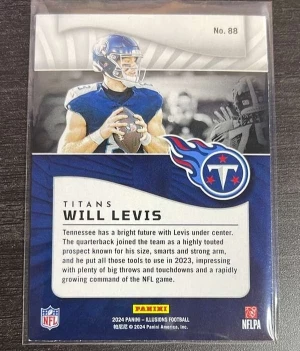 No. 88
TITANS
WILL LEVIS
Tennessee has a bright future with Levis under center.
The quarterback joined the team as a highly touted
prospect known for his size, smarts and strong arm,
and he put all those tools to use in 2023, impressing
with plenty of big throws and touchdowns and a rapidly
growing command of the NFL game.
PANINI
NFL
NFLPA
2024 PANINI - ILLUSIONS FOOTBALL
© 2024 Panini America, Inc.